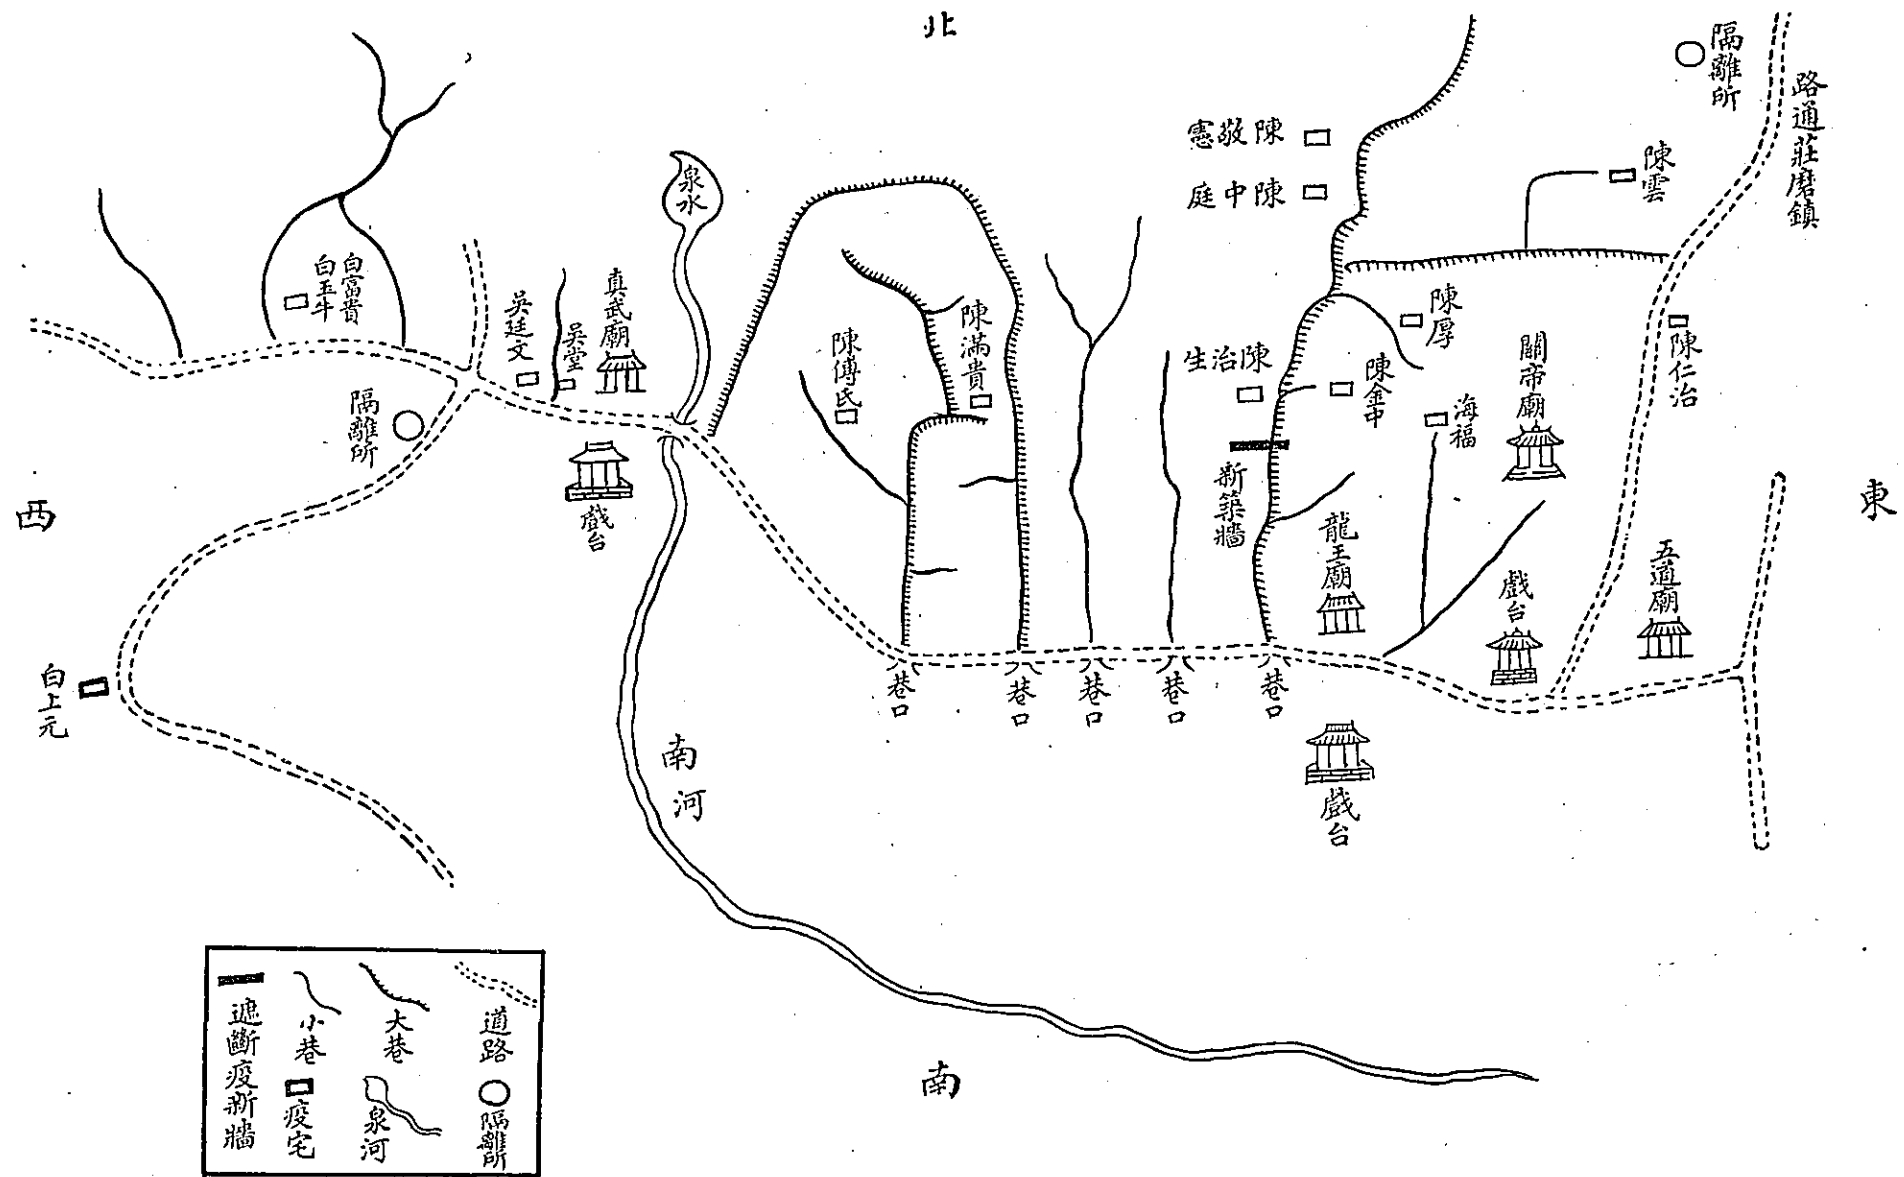 北
隔離所
路通莊磨鎮
陳敬憲
陳中庭
陳雲
泉水
白富貴
白玉牛
吳廷文
吳堂
真武廟
陳傅氏
陳滿貴
陳治生
陳厚
陳金中
海福
關帝廟
陳仁治
隔離所
戲台
新築牆
龍王廟
戲台
五道廟
西
東
白上元
巷口
巷口
巷口
巷口
巷口
戲台
南河
南
道路
大巷
小巷
遮斷疫新牆
隔離所
泉河
疫宅